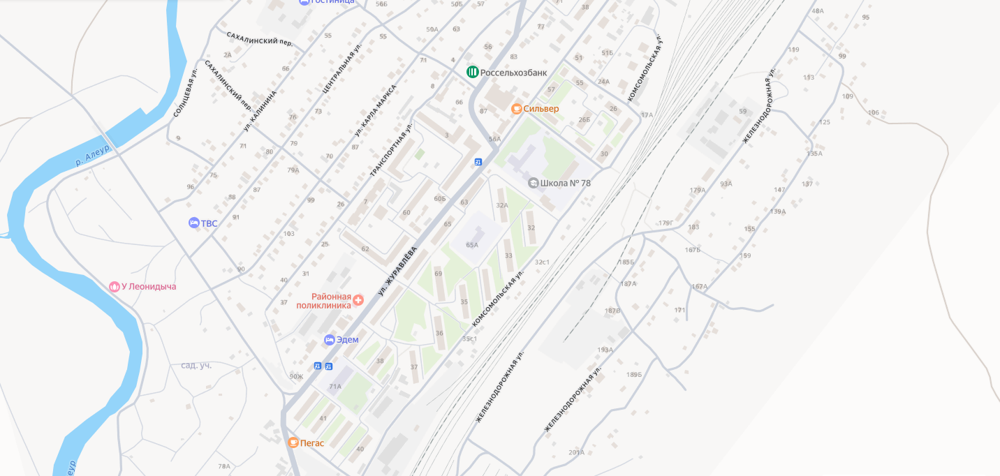 Гостиница
56Б
50Б
57
38
48А
95
77
50А
63
55
55
САХАЛИНСКИЙ пер.
56
51Б
119
2А
83
51
99
71
4
ЦЕНТРАЛЬНАЯ ул.
САХАЛИНСКИЙ пер.
66
Россельхозбанк
КОМСОМОЛЬСКАЯ ул.
113
ЖЕЛЕЗНОДОРОЖНАЯ ул.
СОЛНЦЕВАЯ ул.
8
24А
55
57
109
ул. КАЛИНИНА
ул. КАРЛА МАРКСА
66
87
Сильвер
26
17А
59
106
73
76
26Б
125
ТРАНСПОРТНАЯ ул.
3
56А
9
79
71
80
87
70
30
135А
р. Алеур
79А
75
96
87
Школа № 78
93А
179А
137
147
88
99
26
7
60Б
63
32А
91
60
139А
ТВС
65
32
179Г
183
155
103
25
62
65А
33
167Б
159
90
ул. ЖУРАВЛЁВА
32с1
185Б
40
31
69
КОМСОМОЛЬСКАЯ ул.
187А
167А
У Леонидыча
Районная
поликлиника
37
35
187В
171
36
Эдем
35с1
193А
сад. уч.
38
37
90Ж
71А
189Б
ЖЕЛЕЗНОДОРОЖНАЯ ул.
ЖЕЛЕЗНОДОРОЖНАЯ ул.
41
Пегас
40
201А
78А
еур